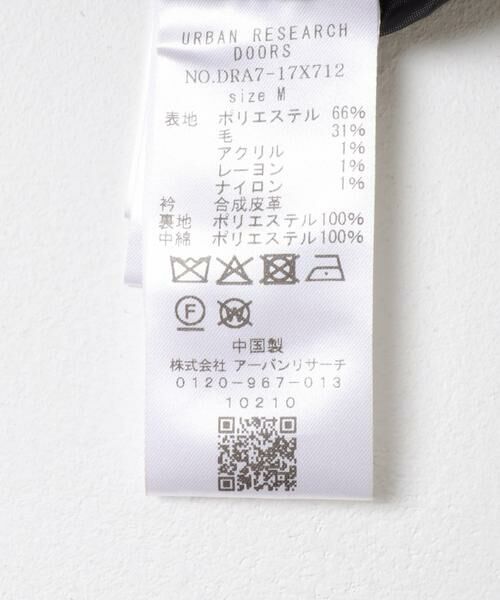 URBAN RESEARCH
DOORS
NO.DRA7-17X712
size M
表地 ポリエステル 66%
毛 31%
アクリル 1%
レーヨン 1%
ナイロン 1%
衿 合成皮革
裏地 ポリエステル100%
中綿 ポリエステル100%
F W
中国製
株式会社 アーバンリサーチ
0120-967-013
10210